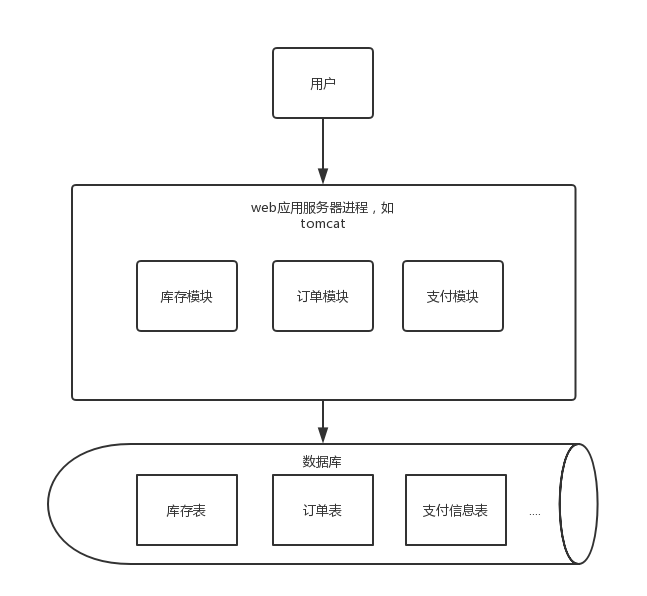 用户
web应用服务器进程，如
tomcat
库存模块
订单模块
支付模块
数据库
库存表
订单表
支付信息表
....